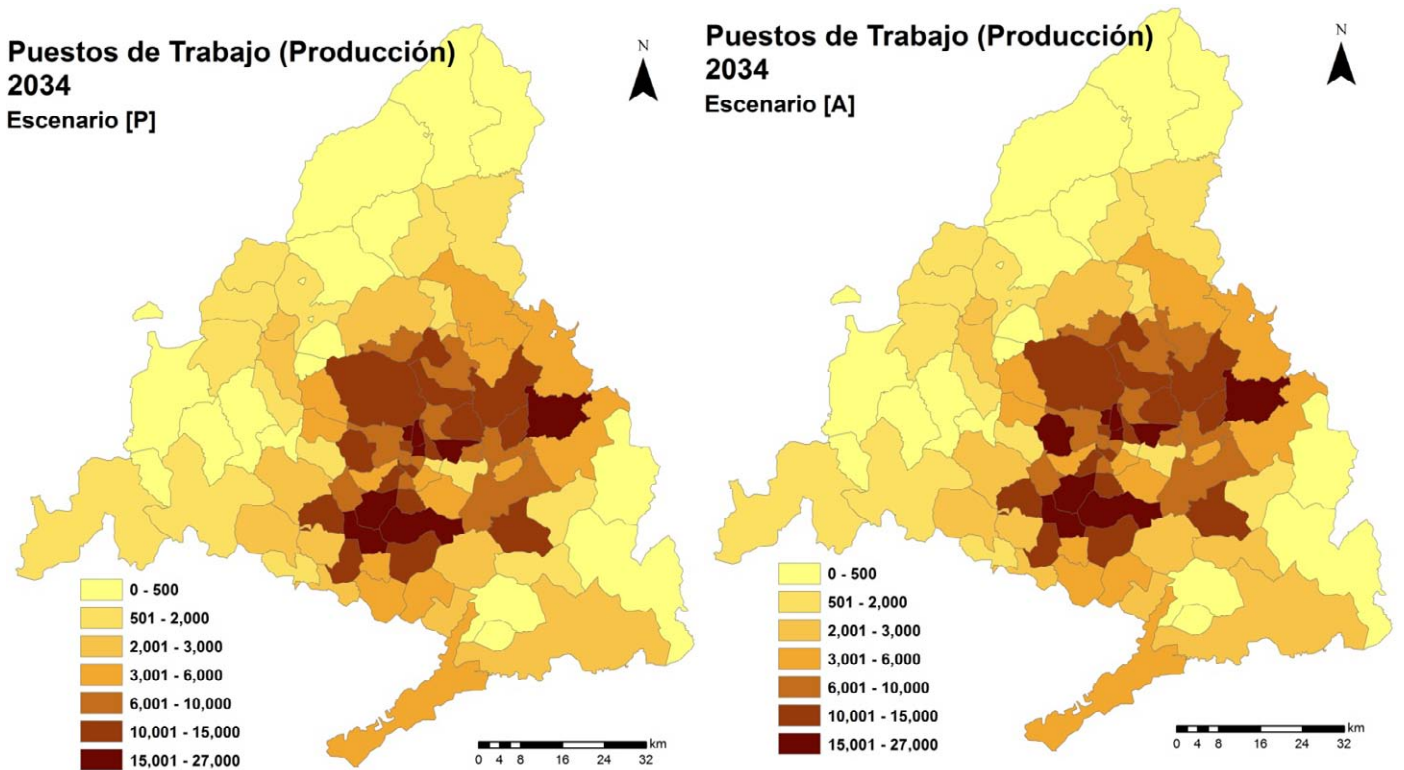 Puestos de Trabajo (Producción)
2034
Escenario [P]
N
0 - 500
501 - 2,000
2,001 - 3,000
3,001 - 6,000
6,001 - 10,000
10,001 - 15,000
15,001 - 27,000
km
0 4 8 16 24 32
Puestos de Trabajo (Producción)
2034
Escenario [A]
N
0 - 500
501 - 2,000
2,001 - 3,000
3,001 - 6,000
6,001 - 10,000
10,001 - 15,000
15,001 - 27,000
km
0 4 8 16 24 32